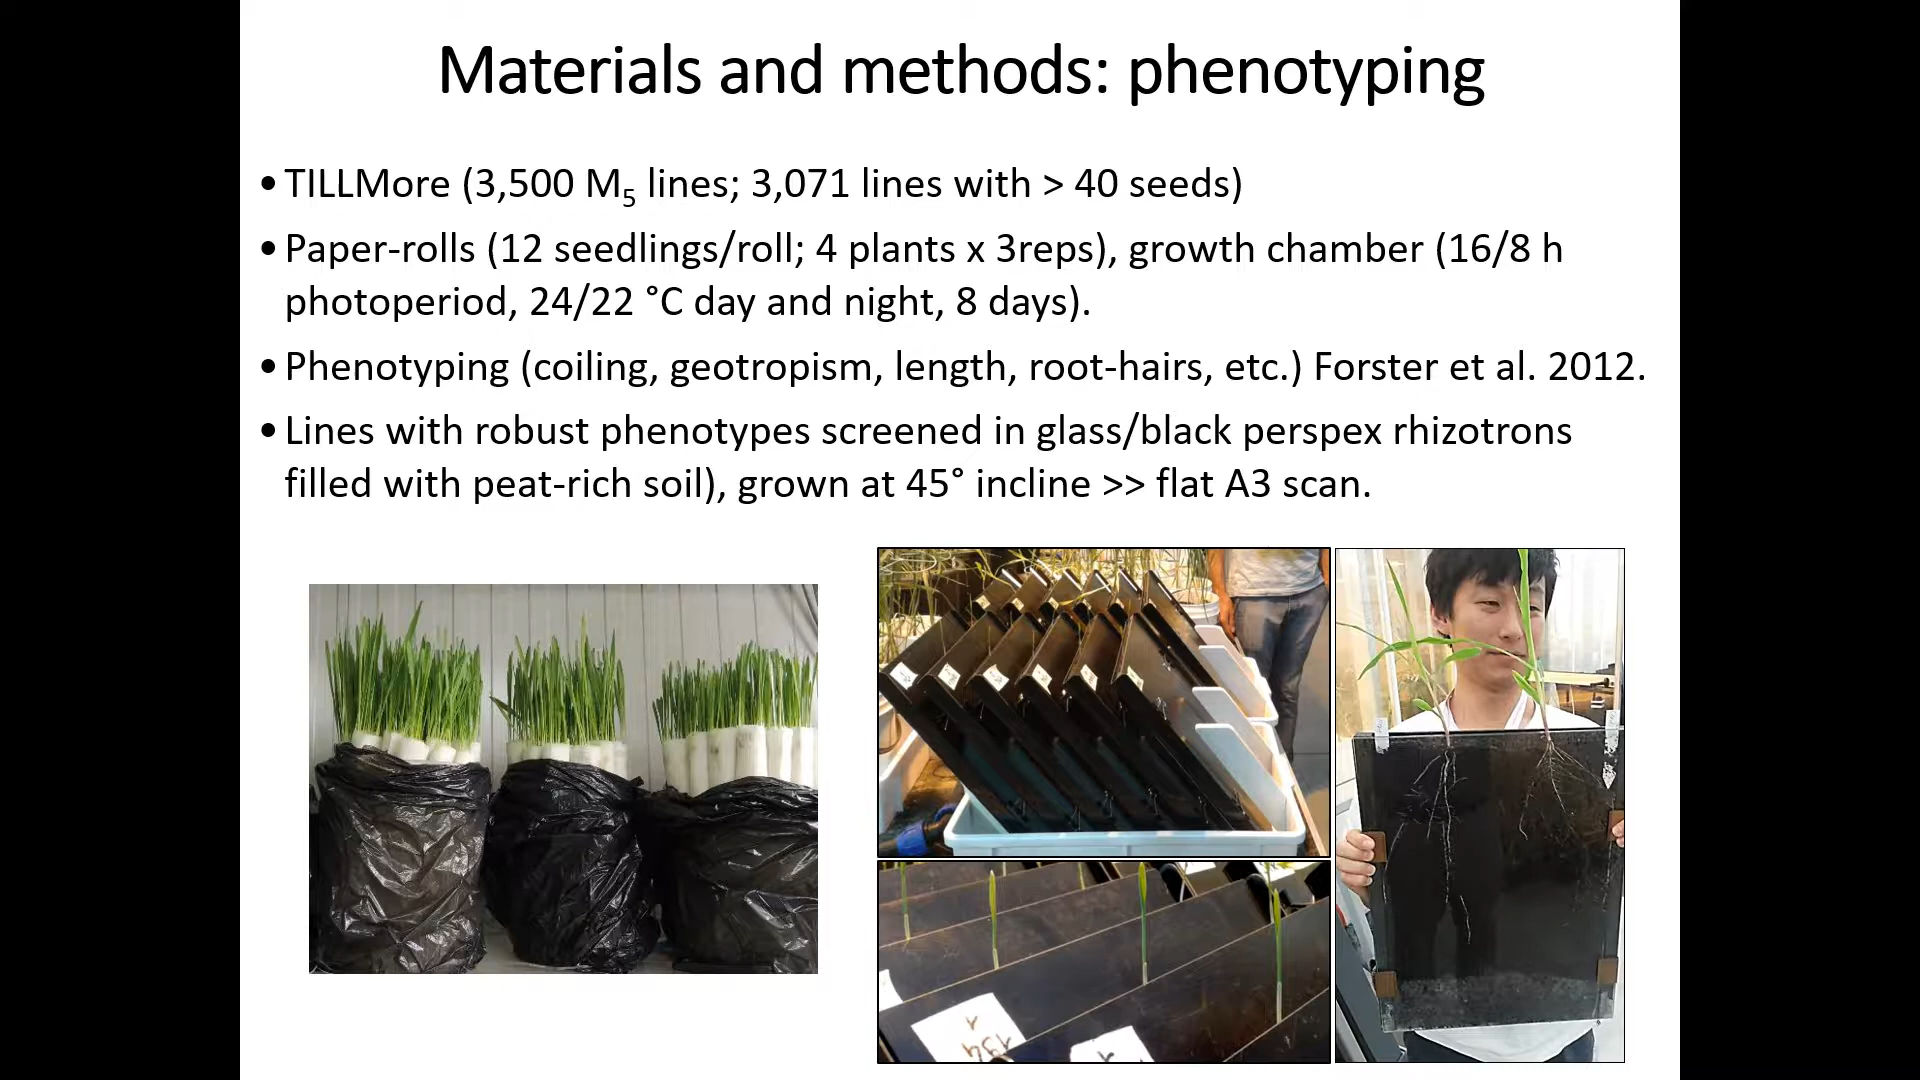 Materials and methods: phenotyping
• TILLMore (3,500 M₅ lines; 3,071 lines with > 40 seeds)
• Paper-rolls (12 seedlings/roll; 4 plants x 3reps), growth chamber (16/8 h
photoperiod, 24/22 °C day and night, 8 days).
• Phenotyping (coiling, geotropism, length, root-hairs, etc.) Forster et al. 2012.
• Lines with robust phenotypes screened in glass/black perspex rhizotrons
filled with peat-rich soil), grown at 45° incline >> flat A3 scan.